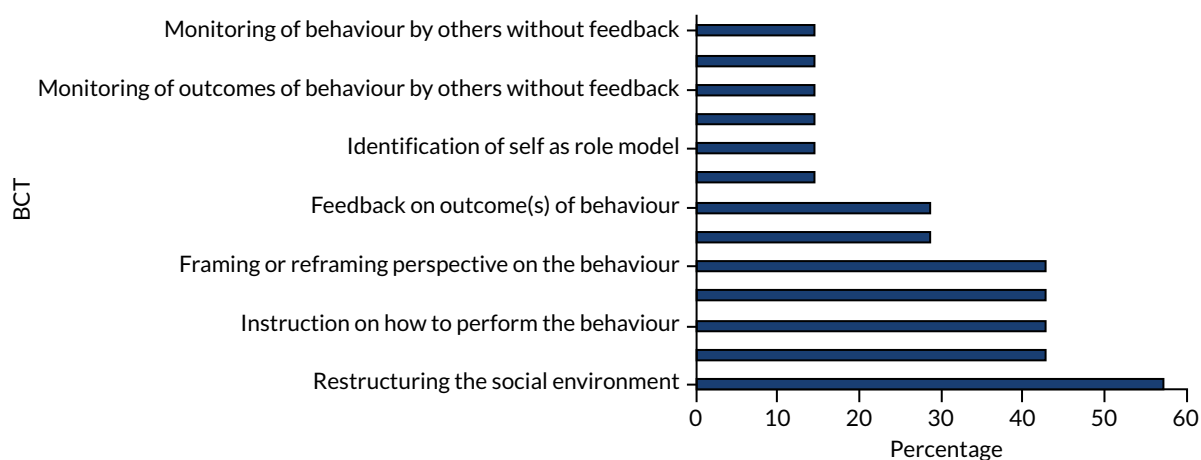 Monitoring of behaviour by others without feedback
Monitoring of outcomes of behaviour by others without feedback
Identification of self as role model
Feedback on outcome(s) of behaviour
Framing or reframing perspective on the behaviour
Instruction on how to perform the behaviour
Restructuring the social environment
BCT
0 10 20 30 40 50 60
Percentage